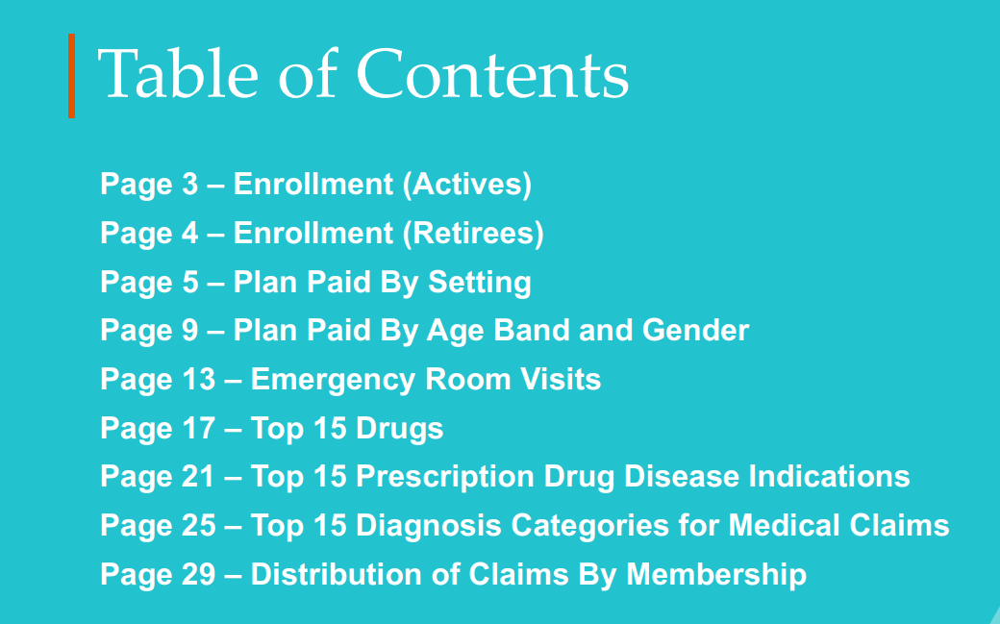 Table of Contents
Page 3 – Enrollment (Actives)
Page 4 – Enrollment (Retirees)
Page 5 – Plan Paid By Setting
Page 9 – Plan Paid By Age Band and Gender
Page 13 – Emergency Room Visits
Page 17 – Top 15 Drugs
Page 21 – Top 15 Prescription Drug Disease Indications
Page 25 – Top 15 Diagnosis Categories for Medical Claims
Page 29 – Distribution of Claims By Membership